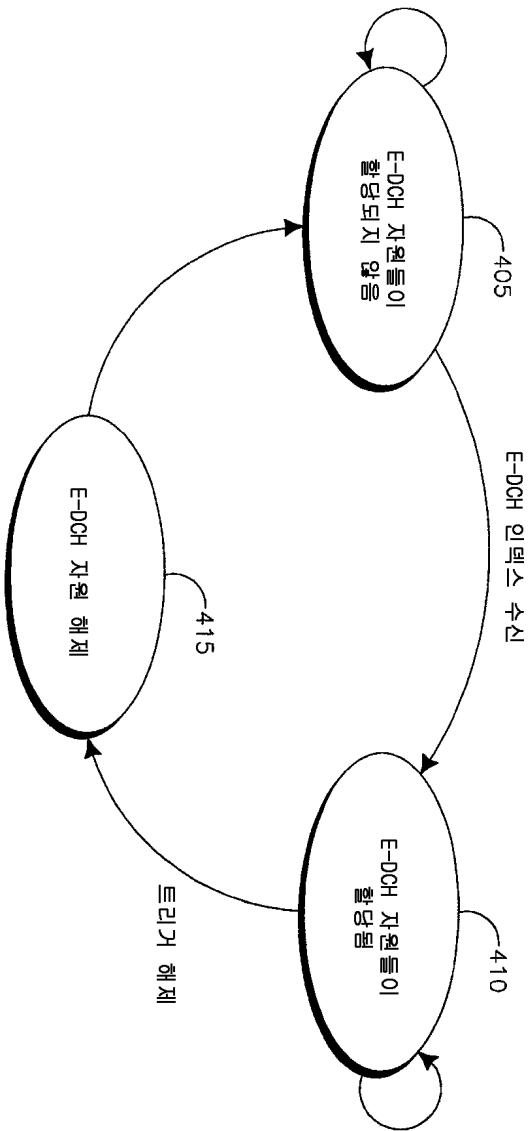 E-DCH 인덱스 수신
405
E-DCH 자원들이
할당되지 않음
410
E-DCH 자원들이
할당됨
415
E-DCH 자원 해제
트리거 해제